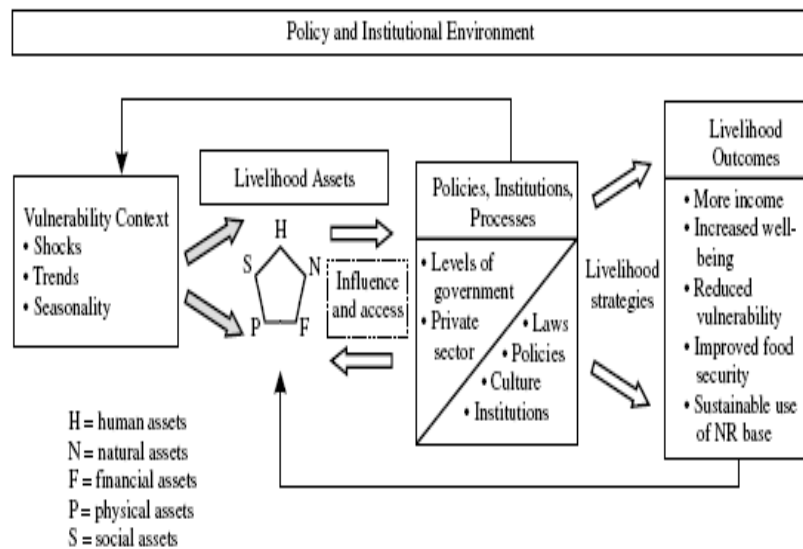 Policy and Institutional Environment
Livelihood Assets
Vulnerability Context
• Shocks
• Trends
• Seasonality
H
S
N
P
F
Influence
and access
Policies, Institutions,
Processes
• Levels of
government
• Private
sector
• Laws
• Policies
• Culture
• Institutions
Livelihood
strategies
Livelihood
Outcomes
• More income
• Increased well-
being
• Reduced
vulnerability
• Improved food
security
• Sustainable use
of NR base
H = human assets
N = natural assets
F = financial assets
P = physical assets
S = social assets